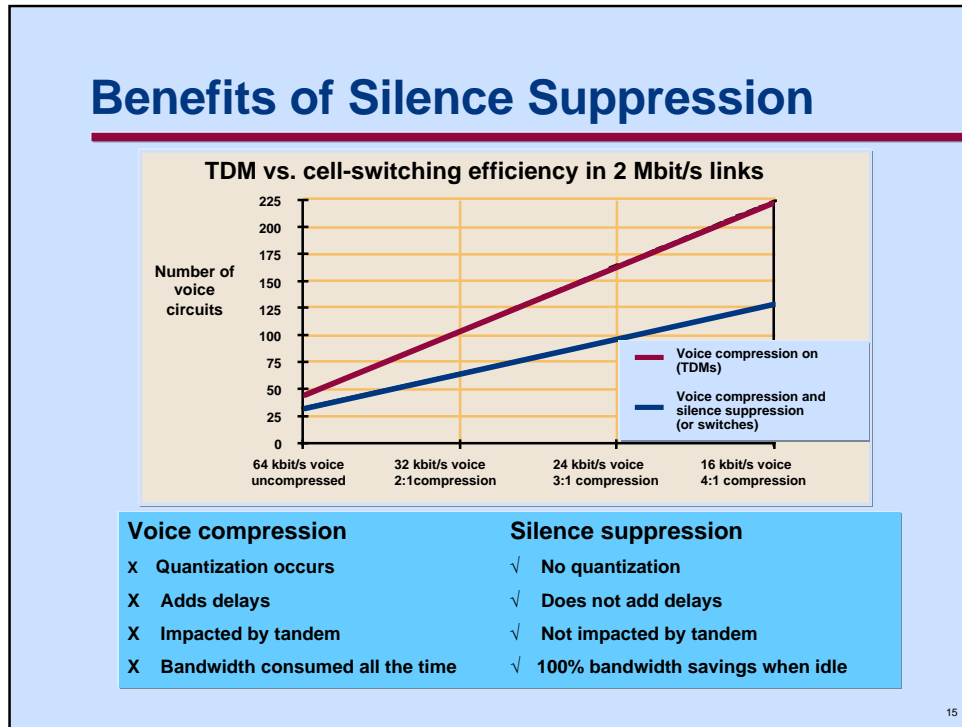 Benefits of Silence Suppression
TDM vs. cell-switching efficiency in 2 Mbit/s links
Number of
voice
circuits
225
200
175
150
125
100
75
50
25
0
64 kbit/s voice
uncompressed
32 kbit/s voice
2:1compression
24 kbit/s voice
3:1 compression
16 kbit/s voice
4:1 compression
Voice compression on
(TDMs)
Voice compression and
silence suppression
(or switches)
Voice compression
X Quantization occurs
X Adds delays
X Impacted by tandem
X Bandwidth consumed all the time
Silence suppression
√ No quantization
√ Does not add delays
√ Not impacted by tandem
√ 100% bandwidth savings when idle
15